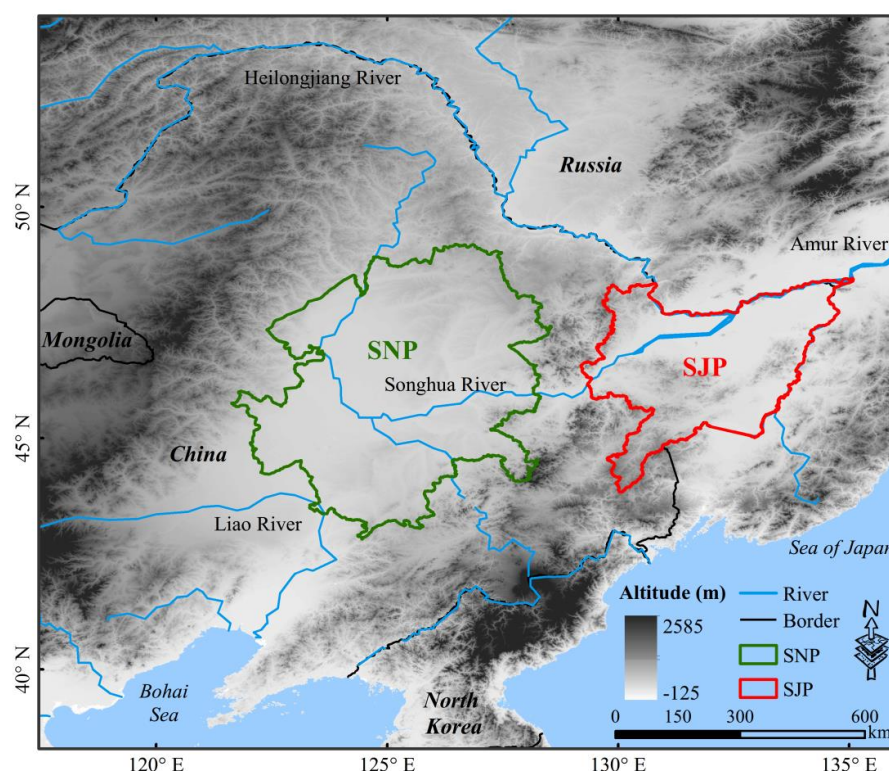 Heilongjiang River
Russia
50° N
Amur River
Mongolia
SNP
Songhua River
SJP
45° N
China
Liao River
Sea of Japan
Altitude (m)
2585
-125
River
Border
SNP
SJP
N
40° N
Bohai
Sea
North
Korea
0 150 300 600
km
120° E 125° E 130° E 135° E